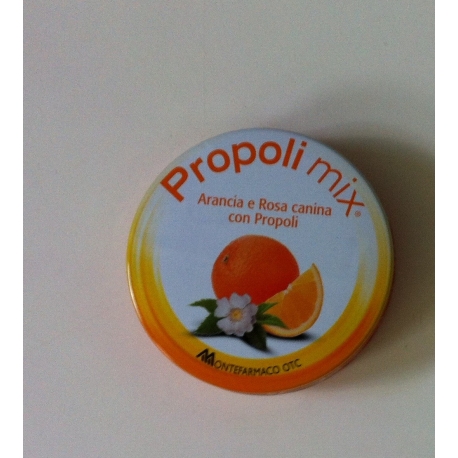 Propoli mix®
Arancia e Rosa canina
con Propoli
MONTEFARMACO OTC